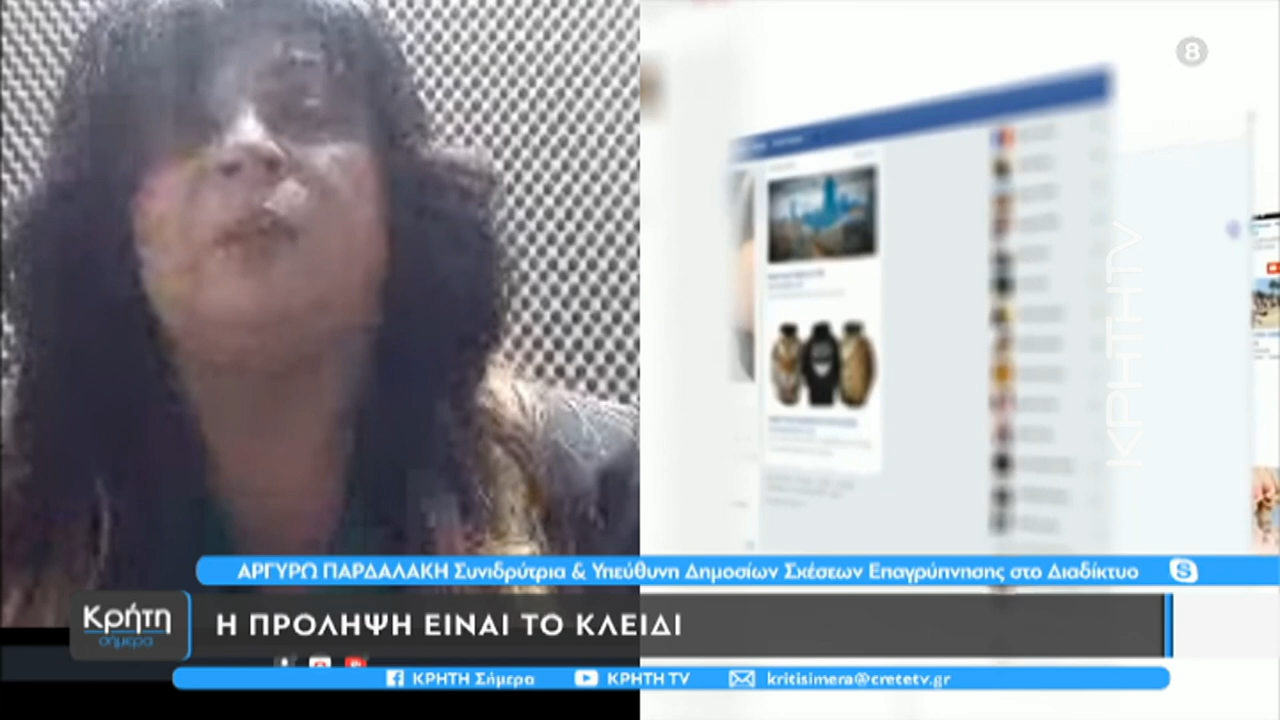 8
ΚΡΗΤΗ TV
ΑΡΓΥΡΩ ΠΑΡΔΑΛΑΚΗ Συνιδρύτρια & Υπεύθυνη Δημοσίων Σχέσεων Επαγρύπνησης στο Διαδίκτυο
Κρήτη
σήμερα
Η ΠΡΟΛΗΨΗ ΕΙΝΑΙ ΤΟ ΚΛΕΙΔΙ
ΚΡΗΤΗ Σήμερα
ΚΡΗΤΗ TV
kritisimera@cretetv.gr